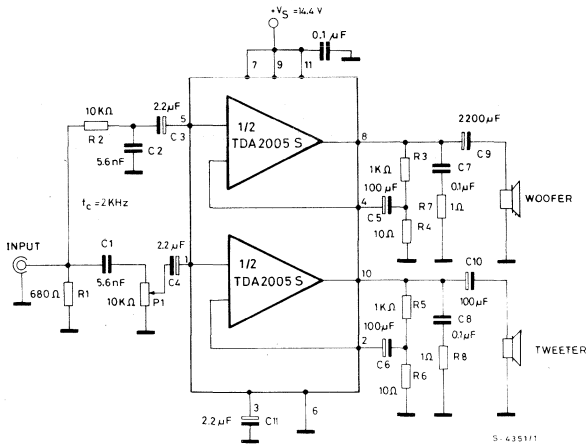 +VS =14.4 V
0.1 µF
7
9
11
10KΩ
R2
2.2µF
C3
5
C2
5.6nF
1/2
TDA2005 S
8
2200µF
C9
1KΩ
R3
C7
0.1µF
100 µF
4
C5
R7
1Ω
10Ω
R4
WOOFER
fc =2KHz
INPUT
C1
5.6nF
2.2µF
1
C4
680Ω
R1
10KΩ
P1
1/2
TDA2005 S
10
C10
100µF
1KΩ
R5
C8
0.1µF
100µF
2
C6
1Ω
R8
10Ω
R6
TWEETER
3
6
2.2µF
C11
S-4351/1